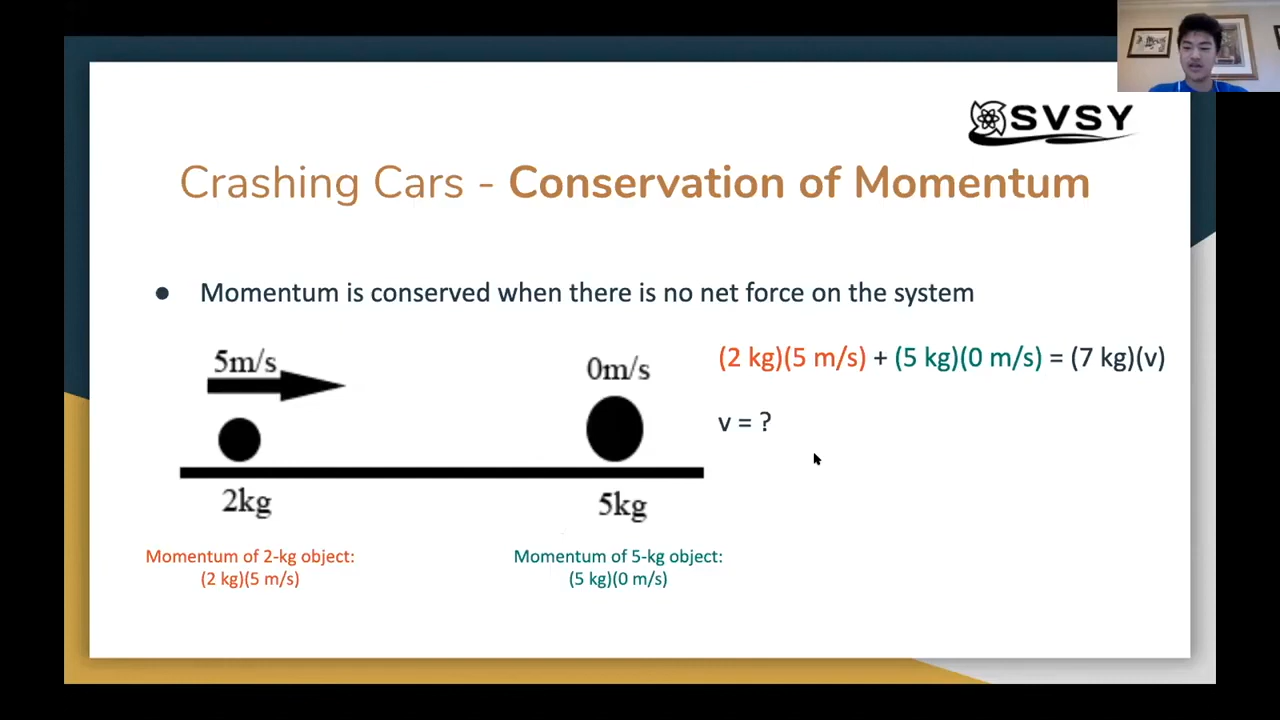 SVSY
Crashing Cars - Conservation of Momentum
● Momentum is conserved when there is no net force on the system
5m/s
0m/s
(2 kg)(5 m/s) + (5 kg)(0 m/s) = (7 kg)(v)
v = ?
2kg
5kg
Momentum of 2-kg object:
(2 kg)(5 m/s)
Momentum of 5-kg object:
(5 kg)(0 m/s)